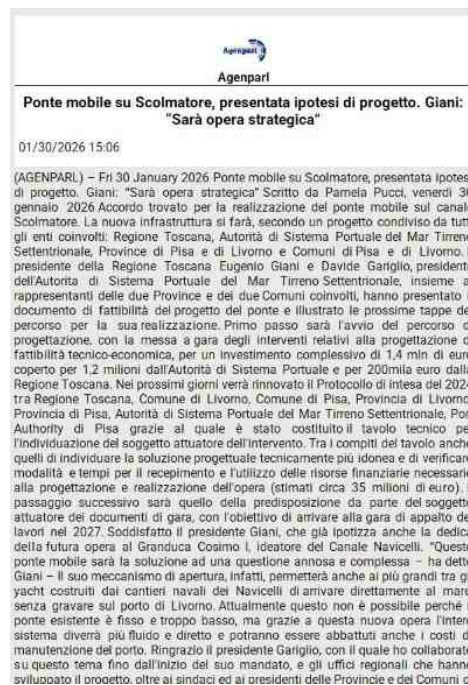 Agenparl
Agenparl
Ponte mobile su Scolmatore, presentata ipotesi di progetto. Giani:
“Sarà opera strategica”
01/30/2026 15:06
(AGENPARL) – Fri 30 January 2026 Ponte mobile su Scolmatore, presentata ipotes
di progetto. Giani: "Sarà opera strategica" Scritto da Pamela Pucci, venerdì 30
gennaio 2026 Accordo trovato per la realizzazione del ponte mobile sul canale
Scolmatore. La nuova infrastruttura si farà, secondo un progetto condiviso da tutt
gli enti coinvolti: Regione Toscana, Autorità di Sistema Portuale del Mar Tirreno
Settentrionale, Province di Pisa e di Livorno e Comuni di Pisa e di Livorno.
presidente della Regione Toscana Eugenio Giani e Davide Gariglio, president
dell'Autorita di Sistema Portuale del Mar Tirreno Settentrionale, insieme a
rappresentanti delle due Province e dei due Comuni coinvolti, hanno presentato
documento di fattibilità del progetto del ponte e illustrato le prossime tappe de
percorso per la sua realizzazione. Primo passo sarà l'avvio del percorso d
progettazione, con la messa a gara degli interventi relativi alla progettazione d
fattibilità tecnico-economica, per un investimento complessivo di 1,4 mln di eur
coperto per 1,2 milioni dall'Autorità di Sistema Portuale e per 200mila euro dalla
Regione Toscana. Nei prossimi giorni verrà rinnovato il Protocollo di intesa del 2024
tra Regione Toscana, Comune di Livorno, Comune di Pisa, Provincia di Livorno
Provincia di Pisa, Autorità di Sistema Portuale del Mar Tirreno Settentrionale, Por
Authority di Pisa grazie al quale è stato costituito il tavolo tecnico pe
l'individuazione del soggetto attuatore dell'intervento. Tra i compiti del tavolo anche
quelli di individuare la soluzione progettuale tecnicamente più idonea e di verificare
modalità e tempi per il recepimento e l'utilizzo delle risorse finanziarie necessarie
alla progettazione e realizzazione dell'opera (stimati circa 35 milioni di euro).
passaggio successivo sarà quello della predisposizione da parte del soggetto
attuatore dei documenti di gara, con l'obiettivo di arrivare alla gara di appalto de
lavori nel 2027. Soddisfatto il presidente Giani, che già ipotizza anche la dedica
della futura opera al Granduca Cosimo I, ideatore del Canale Navicelli. “Questo
ponte mobile sarà la soluzione ad una questione annosa e complessa – ha detto
Giani – Il suo meccanismo di apertura, infatti, permetterà anche ai più grandi tra gl
yacht costruiti dai cantieri navali dei Navicelli di arrivare direttamente al mare
senza gravare sul porto di Livorno. Attualmente questo non è possibile perché i
ponte esistente è fisso e troppo basso, ma grazie a questa nuova opera l'intero
sistema diverrà più fluido e diretto e potranno essere abbattuti anche i costi d
manutenzione del porto. Ringrazio il presidente Gariglio, con il quale ho collaborato
su questo tema fino dall'inizio del suo mandato, e gli uffici regionali che hanno
sviluppato il progetto, oltre ai sindaci ed ai presidenti delle Provincie e dei Comuni d